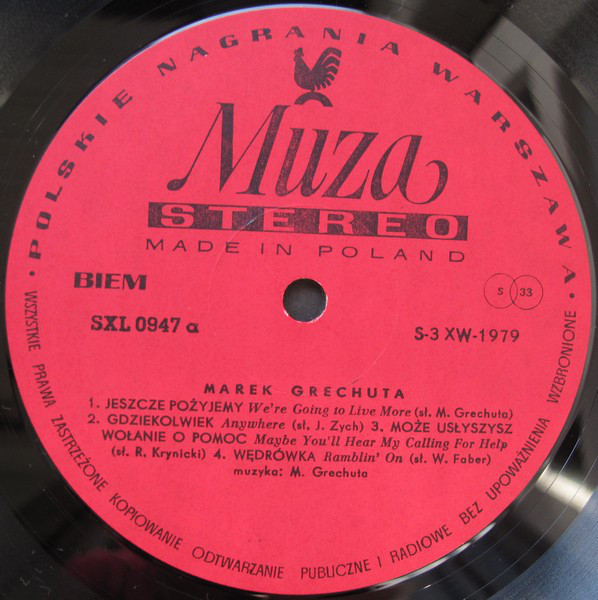 • POLSKIE NAGRANIA WARSZAWA •
Muza
STEREO
MADE IN POLAND
BIEM
S 33
SXL 0947 a
S-3 XW-1979
MAREK GRECHUTA
1. JESZCZE POŻYJEMY We're Going to Live More (sł. M. Grechuta)
2. GDZIEKOLWIEK Anywhere (sł. J. Zych) 3. MOŻE USŁYSZYSZ
WOŁANIE O POMOC Maybe You'll Hear My Calling For Help
(sł. R. Krynicki) 4. WĘDRÓWKA Ramblin' On (sł. W. Faber)
muzyka: M. Grechuta
WSZYSTKIE PRAWA ZASTRZEŻONE KOPIOWANIE ODTWARZANIE PUBLICZNE I RADIOWE BEZ UPOWAŻNIENIA WZBRONIONE